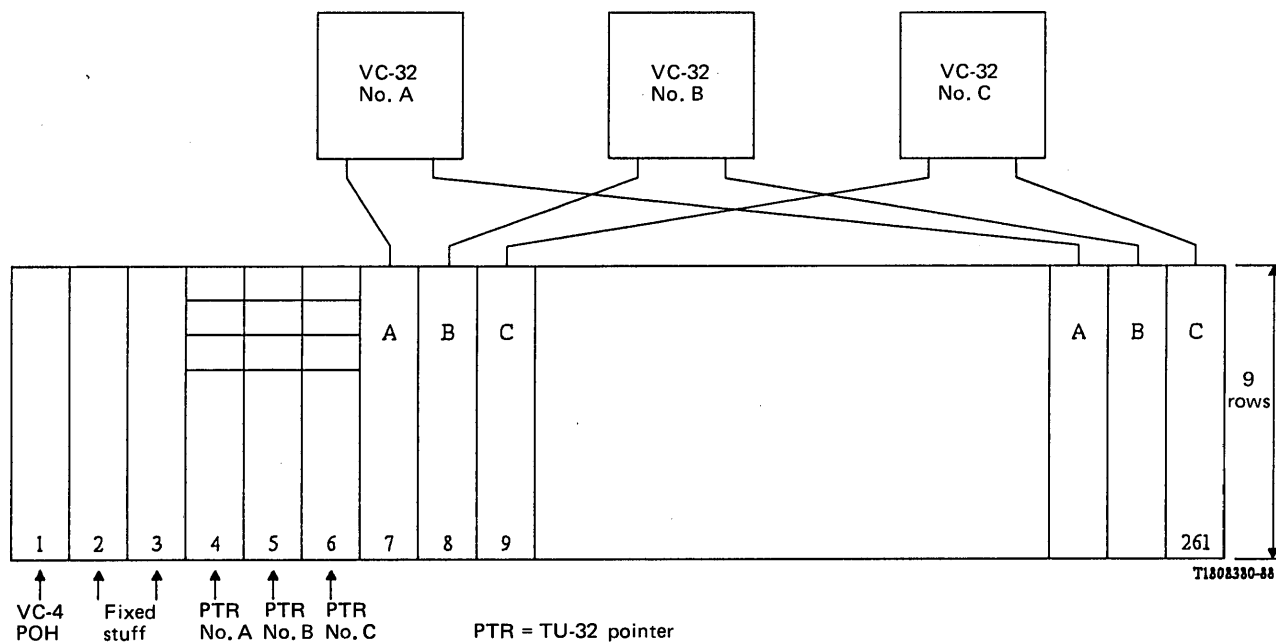 VC-32
No. A
VC-32
No. B
VC-32
No. C
A
B
C
A
B
C
9
rows
1
2
3
4
5
6
7
8
9
261
T1808380-88
VC-4
POH
Fixed
stuff
PTR
No. A
PTR
No. B
PTR
No. C
PTR = TU-32 pointer